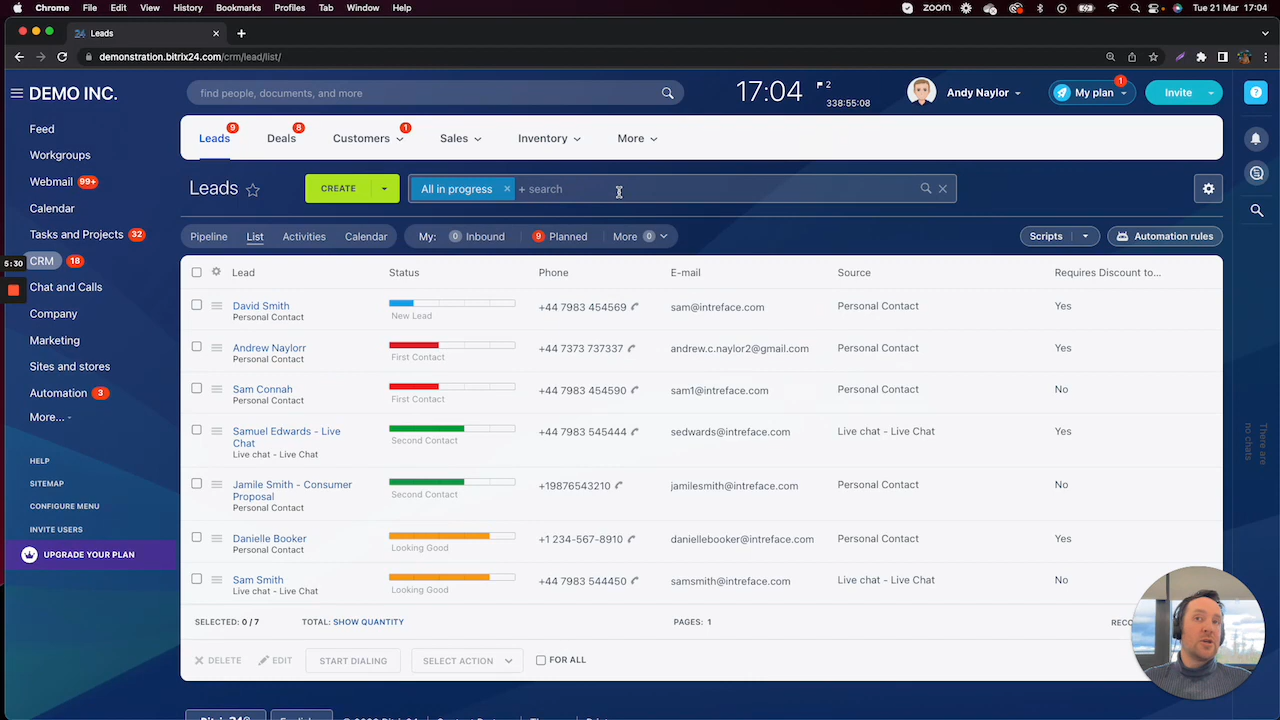 Chrome File Edit View History Bookmarks Profiles Tab Window Help zoom Tue 21 Mar 17:04
24 Leads
demonstration.bitrix24.com/crm/lead/list/
DEMO INC.
find people, documents, and more
17:04
2
338:55:08
Andy Naylor
My plan
1
Invite
Feed
Workgroups
Webmail 99+
Calendar
Tasks and Projects 32
5:30
CRM 18
Chat and Calls
Company
Marketing
Sites and stores
Automation 3
More...
HELP
SITEMAP
CONFIGURE MENU
INVITE USERS
UPGRADE YOUR PLAN
Leads 9 Deals 8 Customers 1 Sales Inventory More
Leads
CREATE
All in progress × + search
Pipeline List Activities Calendar My: 0 Inbound 9 Planned More 0
Scripts Automation rules
Lead Status Phone E-mail Source Requires Discount to...
David Smith +44 7983 454569 sam@intreface.com Personal Contact Yes
Personal Contact New Lead
Andrew Naylorr +44 7373 737337 andrew.c.naylor2@gmail.com Personal Contact Yes
Personal Contact First Contact
Sam Connah +44 7983 454590 sam1@intreface.com Personal Contact No
Personal Contact First Contact
Samuel Edwards - Live +44 7983 545444 sedwards@intreface.com Live chat - Live Chat Yes
Chat Second Contact
Live chat - Live Chat
Jamile Smith - Consumer +19876543210 jamilesmith@intreface.com Personal Contact No
Proposal Second Contact
Personal Contact
Danielle Booker +1 234-567-8910 daniellebooker@intreface.com Personal Contact Yes
Personal Contact Looking Good
Sam Smith +44 7983 544450 samsmith@intreface.com Live chat - Live Chat No
Live chat - Live Chat Looking Good
SELECTED: 0 / 7 TOTAL: SHOW QUANTITY PAGES: 1
DELETE EDIT START DIALING SELECT ACTION FOR ALL
There are
no chats